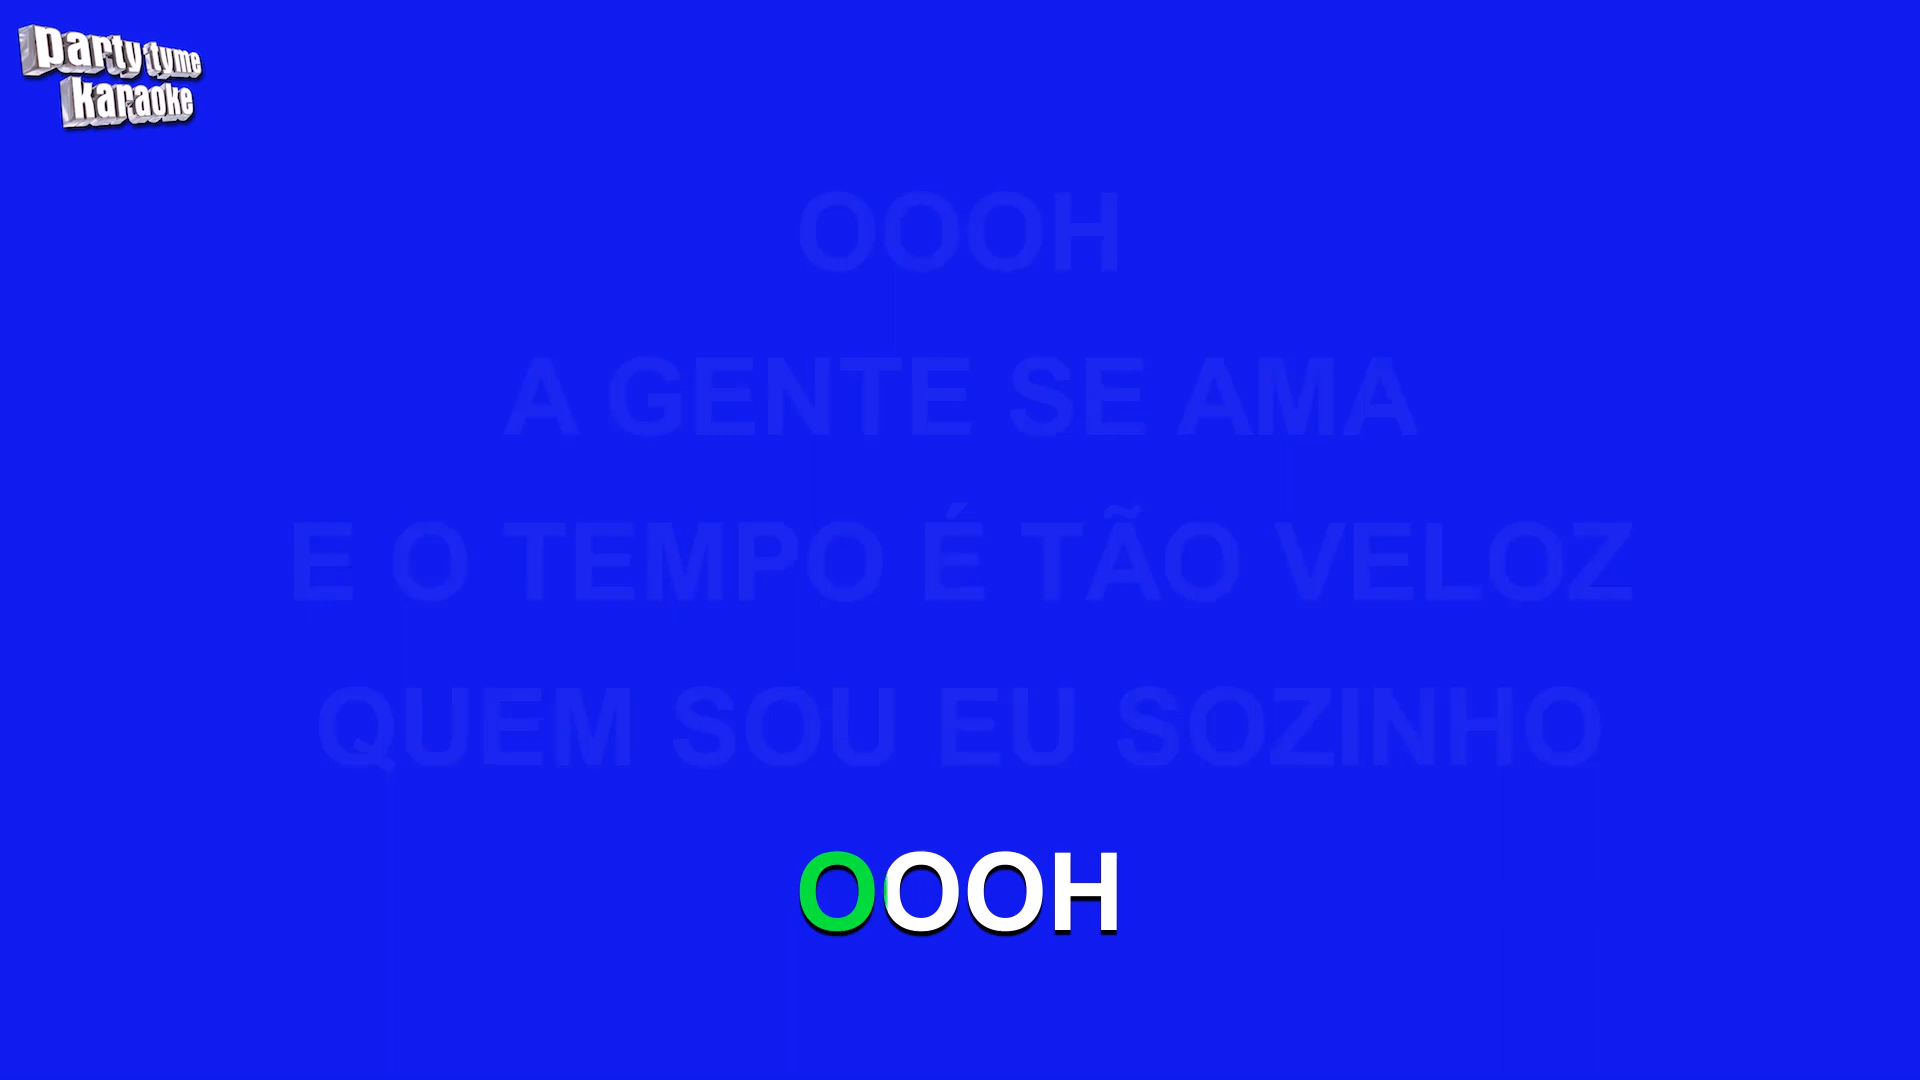 party tyme
karaoke
OOOH
A GENTE SE AMA
E O TEMPO É TÃO VELOZ
QUEM SOU EU SOZINHO
OOOH